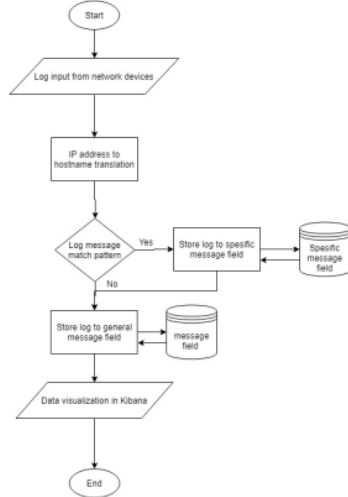 Start
Log input from network devices
IP address to
hostname translation
Log message
match pattern
Yes
Store log to spesific
message field
Spesific
message
field
No
Store log to general
message field
message
field
Data visualization in Kibana
End